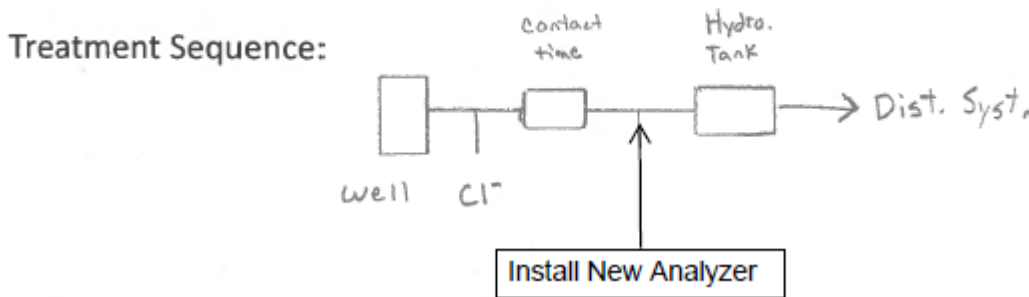 Treatment Sequence:
Contact
time
Hydro.
Tank
Dist. Syst.
Well
Cl-
Install New Analyzer